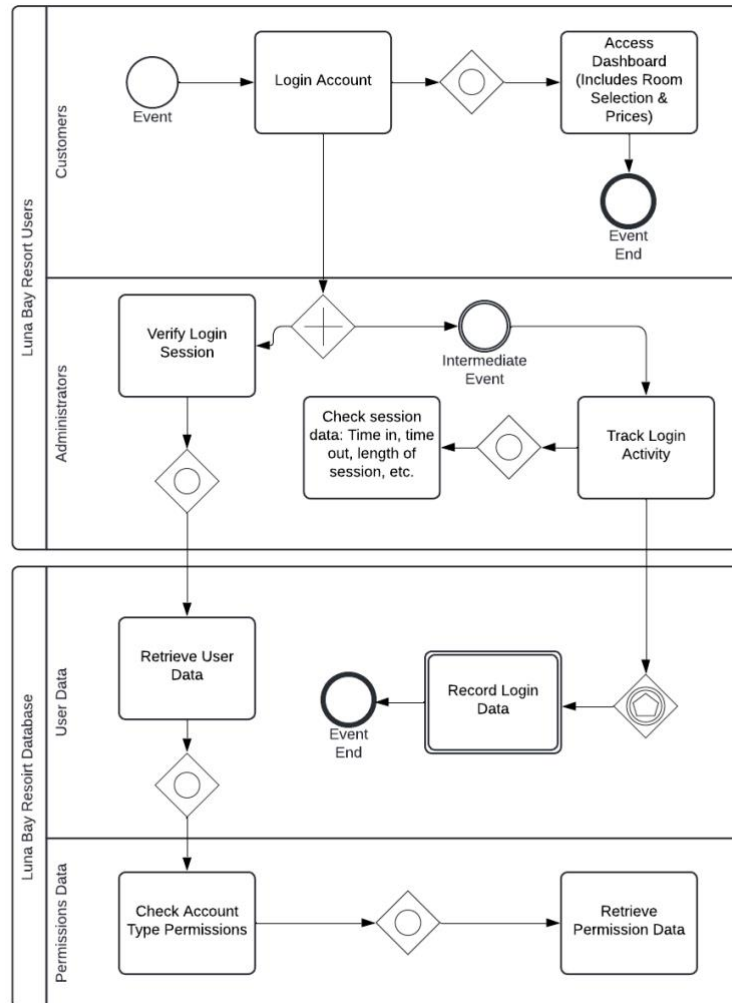 Luna Bay Resort Users
Customers
Event
Login Account
Access
Dashboard
(Includes Room
Selection &
Prices)
Event
End
Administrators
Verify Login
Session
Intermediate
Event
Check session
data: Time in, time
out, length of
session, etc.
Track Login
Activity
Luna Bay Resoirt Database
User Data
Retrieve User
Data
Event
End
Record Login
Data
Permissions Data
Check Account
Type Permissions
Retrieve
Permission Data